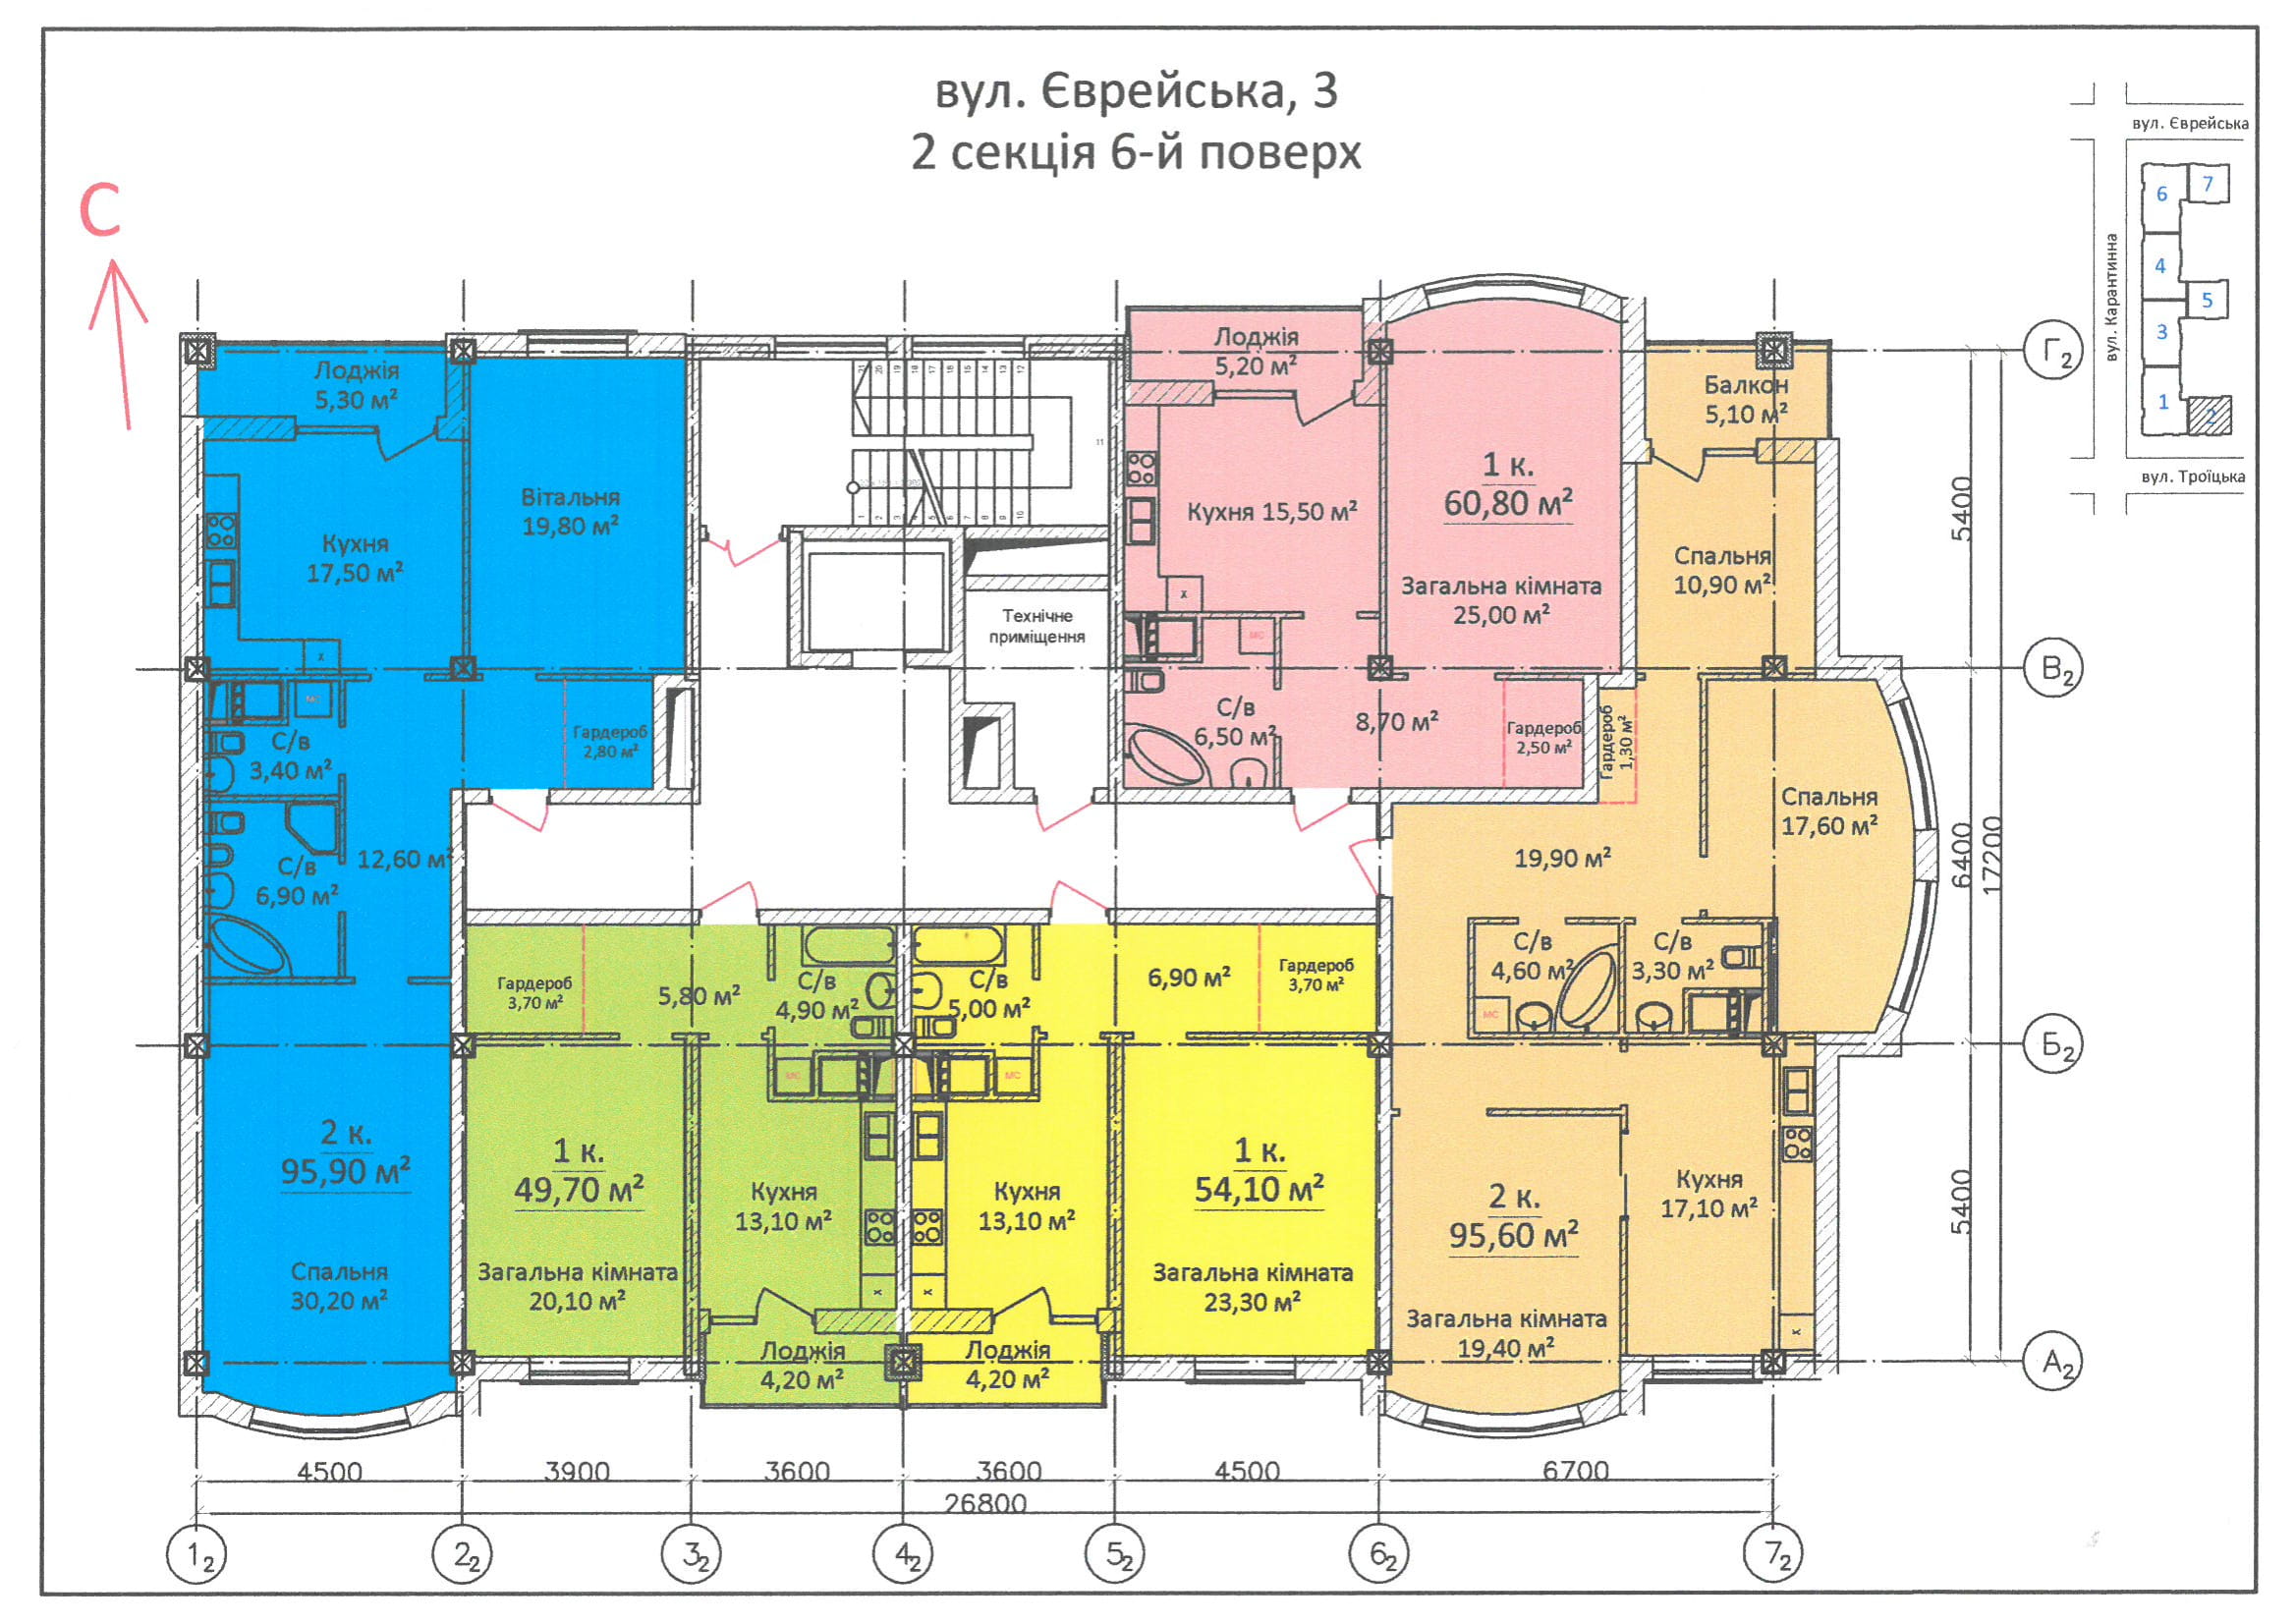 вул. Єврейська, 3
2 секція 6-й поверх
С
вул. Єврейська
вул. Карантинна
вул. Троїцька
6
7
4
5
3
1
2
Лоджія
5,30 м²
Кухня
17,50 м²
Вітальня
19,80 м²
х
МС
С/в
3,40 м²
Гардероб
2,80 м²
С/в
6,90 м²
12,60 м²
2 к.
95,90 м²
Спальня
30,20 м²
Технічне
приміщення
11
Лоджія
5,20 м²
Кухня 15,50 м²
х
МС
1 к.
60,80 м²
Загальна кімната
25,00 м²
С/в
6,50 м²
8,70 м²
Гардероб
2,50 м²
Балкон
5,10 м²
Спальня
10,90 м²
Гардероб
1,30 м²
Спальня
17,60 м²
19,90 м²
С/в
4,60 м²
С/в
3,30 м²
МС
2 к.
95,60 м²
Кухня
17,10 м²
Загальна кімната
19,40 м²
х
Гардероб
3,70 м²
5,80 м²
С/в
4,90 м²
МС
1 к.
49,70 м²
Кухня
13,10 м²
Загальна кімната
20,10 м²
х
Лоджія
4,20 м²
С/в
5,00 м²
6,90 м²
Гардероб
3,70 м²
МС
1 к.
54,10 м²
Кухня
13,10 м²
Загальна кімната
23,30 м²
х
Лоджія
4,20 м²
Г2
В2
Б2
А2
5400
6400
5400
17200
4500
3900
3600
3600
4500
6700
26800
12
22
32
42
52
62
72